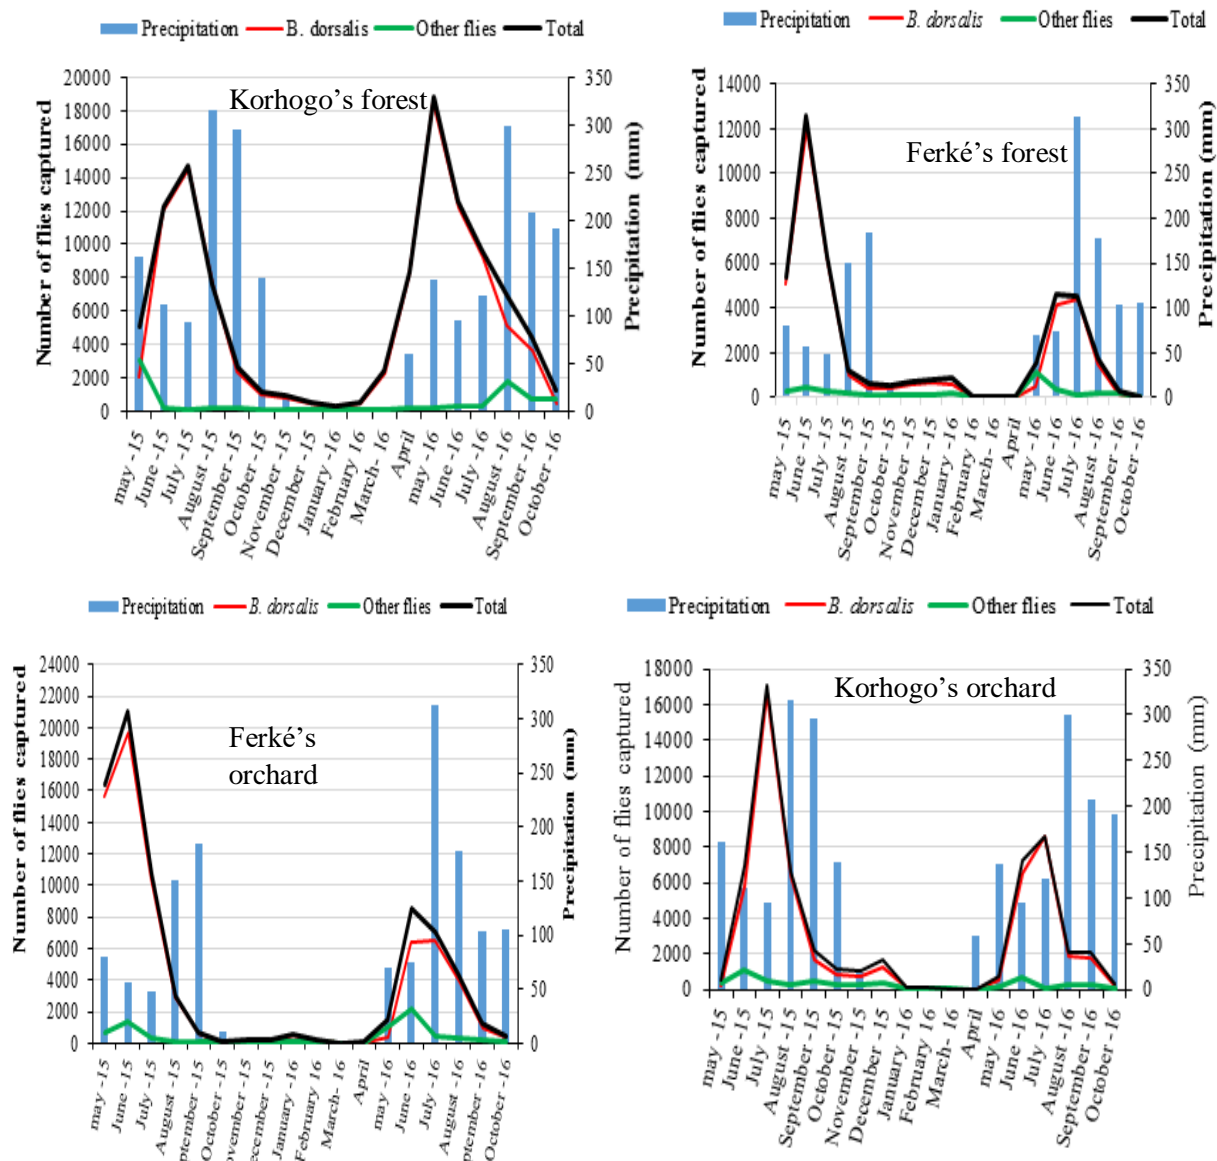 Precipitation B. dorsalis Other flies Total
Korhogo's forest
Number of flies captured
20000
18000
16000
14000
12000
10000
8000
6000
4000
2000
0
350
300
250
200
150
100
50
0
Precipitation (mm)
may -15
June -15
July -15
August -15
September -15
October -15
November -15
December -15
January -16
February 16
March- 16
April
may -16
June-16
July -16
August -16
September -16
October -16
Precipitation B. dorsalis Other flies Total
Ferké's forest
Number of flies captured
14000
12000
10000
8000
6000
4000
2000
0
350
300
250
200
150
100
50
0
Precipitation (mm)
may -15
June -15
July -15
August -15
September -15
October -15
November -15
December -15
January -16
February 16
March- 16
April
may -16
June -16
July -16
August -16
September -16
October -16
Precipitation B. dorsalis Other flies Total
Ferké's
orchard
Number of flies captured
24000
22000
20000
18000
16000
14000
12000
10000
8000
6000
4000
2000
0
350
300
250
200
150
100
50
0
Precipitation (mm)
may -15
June -15
July -15
August -15
eptember -15
October -15
ovember -15
ecember -15
January -16
February 16
March- 16
April
may -16
June -16
July -16
August -16
eptember -16
October -16
Precipitation B. dorsalis Other flies Total
Korhogo's orchard
Number of flies captured
18000
16000
14000
12000
10000
8000
6000
4000
2000
0
350
300
250
200
150
100
50
0
Precipitation (mm)
may -15
June -15
July -15
August -15
September -15
October -15
November -15
December -15
January -16
February 16
March- 16
April
may -16
June -16
July -16
August -16
September -16
October -16